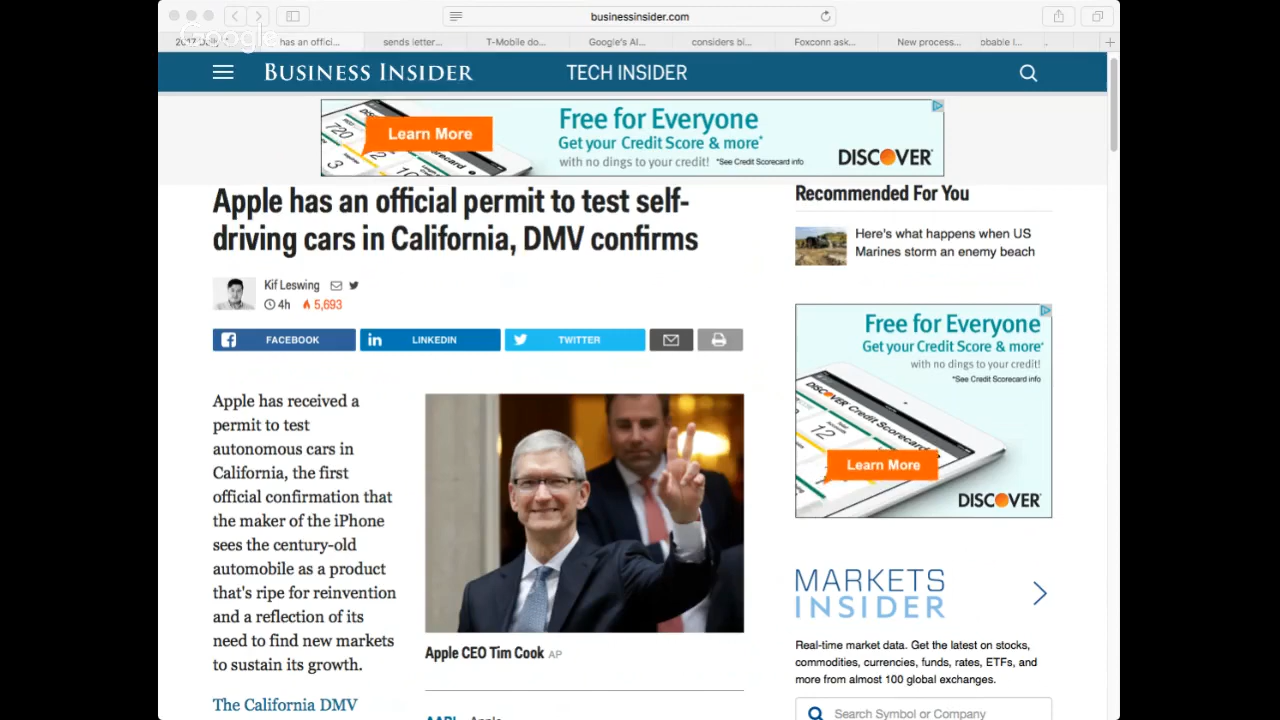 businessinsider.com
Google
has an offici...
sends letter...
T-Mobile do...
Google's AI...
considers bi...
Foxconn ask...
New process...
obable l...
BUSINESS INSIDER
TECH INSIDER
Learn More
Free for Everyone
Get your Credit Score & more*
with no dings to your credit! *See Credit Scorecard info
DISCOVER
Apple has an official permit to test self-
driving cars in California, DMV confirms
Kif Leswing
4h 5,693
FACEBOOK
LINKEDIN
TWITTER
Apple has received a
permit to test
autonomous cars in
California, the first
official confirmation that
the maker of the iPhone
sees the century-old
automobile as a product
that's ripe for reinvention
and a reflection of its
need to find new markets
to sustain its growth.
The California DMV
Apple CEO Tim Cook AP
Recommended For You
Here's what happens when US
Marines storm an enemy beach
Free for Everyone
Get your Credit Score & more*
with no dings to your credit!
*See Credit Scorecard info
DISCOVER Credit Scorecard
12
Learn More
DISCOVER
MARKETS
INSIDER
Real-time market data. Get the latest on stocks,
commodities, currencies, funds, rates, ETFs, and
more from almost 100 global exchanges.
Search Symbol or Company